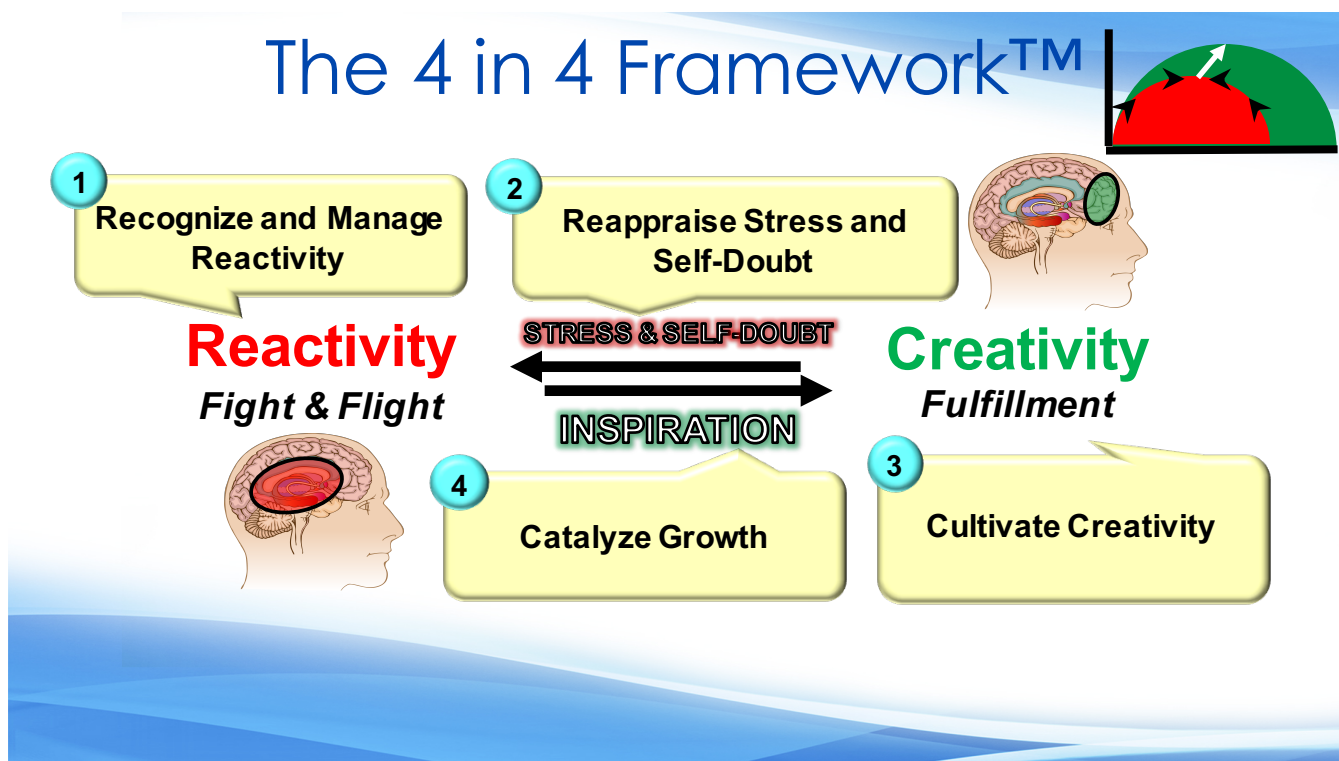 The 4 in 4 Framework™
1
Recognize and Manage
Reactivity
2
Reappraise Stress and
Self-Doubt
STRESS & SELF-DOUBT
Reactivity
Fight & Flight
Creativity
Fulfillment
INSPIRATION
4
Catalyze Growth
3
Cultivate Creativity